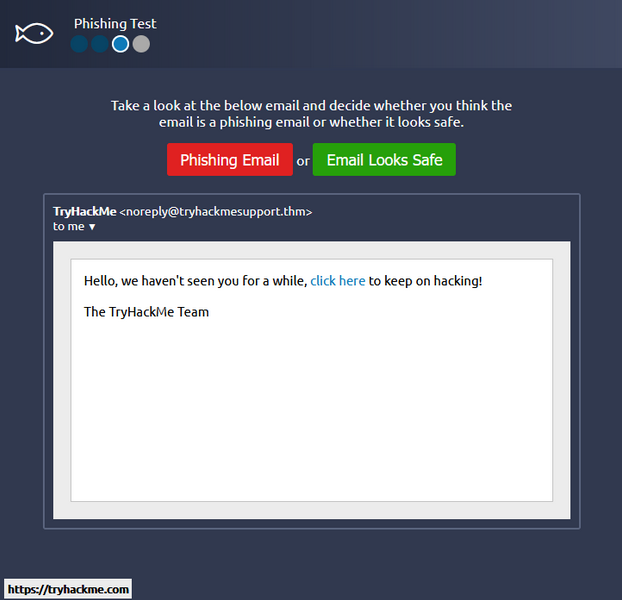 Phishing Test
Take a look at the below email and decide whether you think the
email is a phishing email or whether it looks safe.
Phishing Email or Email Looks Safe
TryHackMe <noreply@tryhackmesupport.thm>
to me ▼
Hello, we haven't seen you for a while, click here to keep on hacking!
The TryHackMe Team
https://tryhackme.com